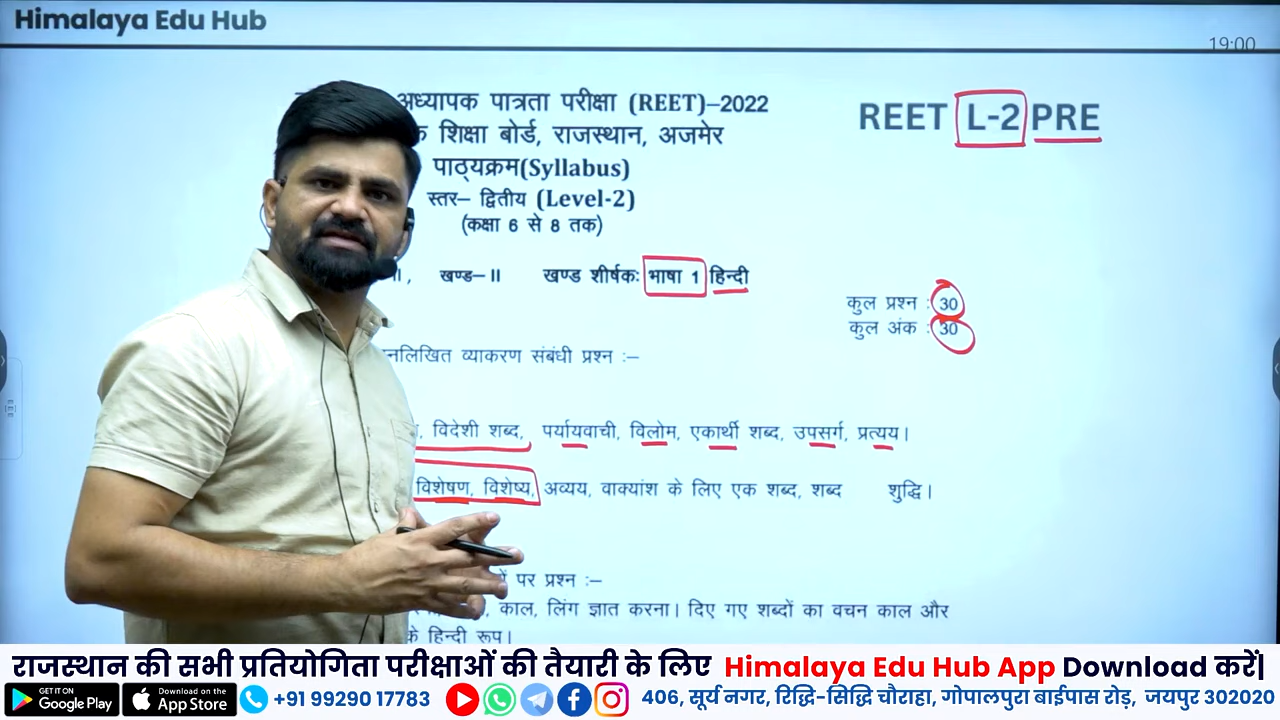 Himalaya Edu Hub
19:00
अध्यापक पात्रता परीक्षा (REET)–2022
REET L-2 PRE
शिक्षा बोर्ड, राजस्थान, अजमेर
पाठ्यक्रम(Syllabus)
स्तर– द्वितीय (Level-2)
(कक्षा 6 से 8 तक)
खण्ड–II खण्ड शीर्षकः भाषा 1 हिन्दी
कुल प्रश्न : 30
कुल अंक : 30
व्याकरण संबंधी प्रश्न :–
विदेशी शब्द, पर्यायवाची, विलोम, एकार्थी शब्द, उपसर्ग, प्रत्यय।
विशेषण, विशेष्य, अव्यय, वाक्यांश के लिए एक शब्द, शब्द शुद्धि।
पर प्रश्न :–
काल, लिंग ज्ञात करना। दिए गए शब्दों का वचन काल और
के हिन्दी रूप।
राजस्थान की सभी प्रतियोगिता परीक्षाओं की तैयारी के लिए Himalaya Edu Hub App Download करें|
GET IT ON
Google Play
Download on the
App Store
+91 99290 17783
406, सूर्य नगर, रिद्धि-सिद्धि चौराहा, गोपालपुरा बाईपास रोड़, जयपुर 302020